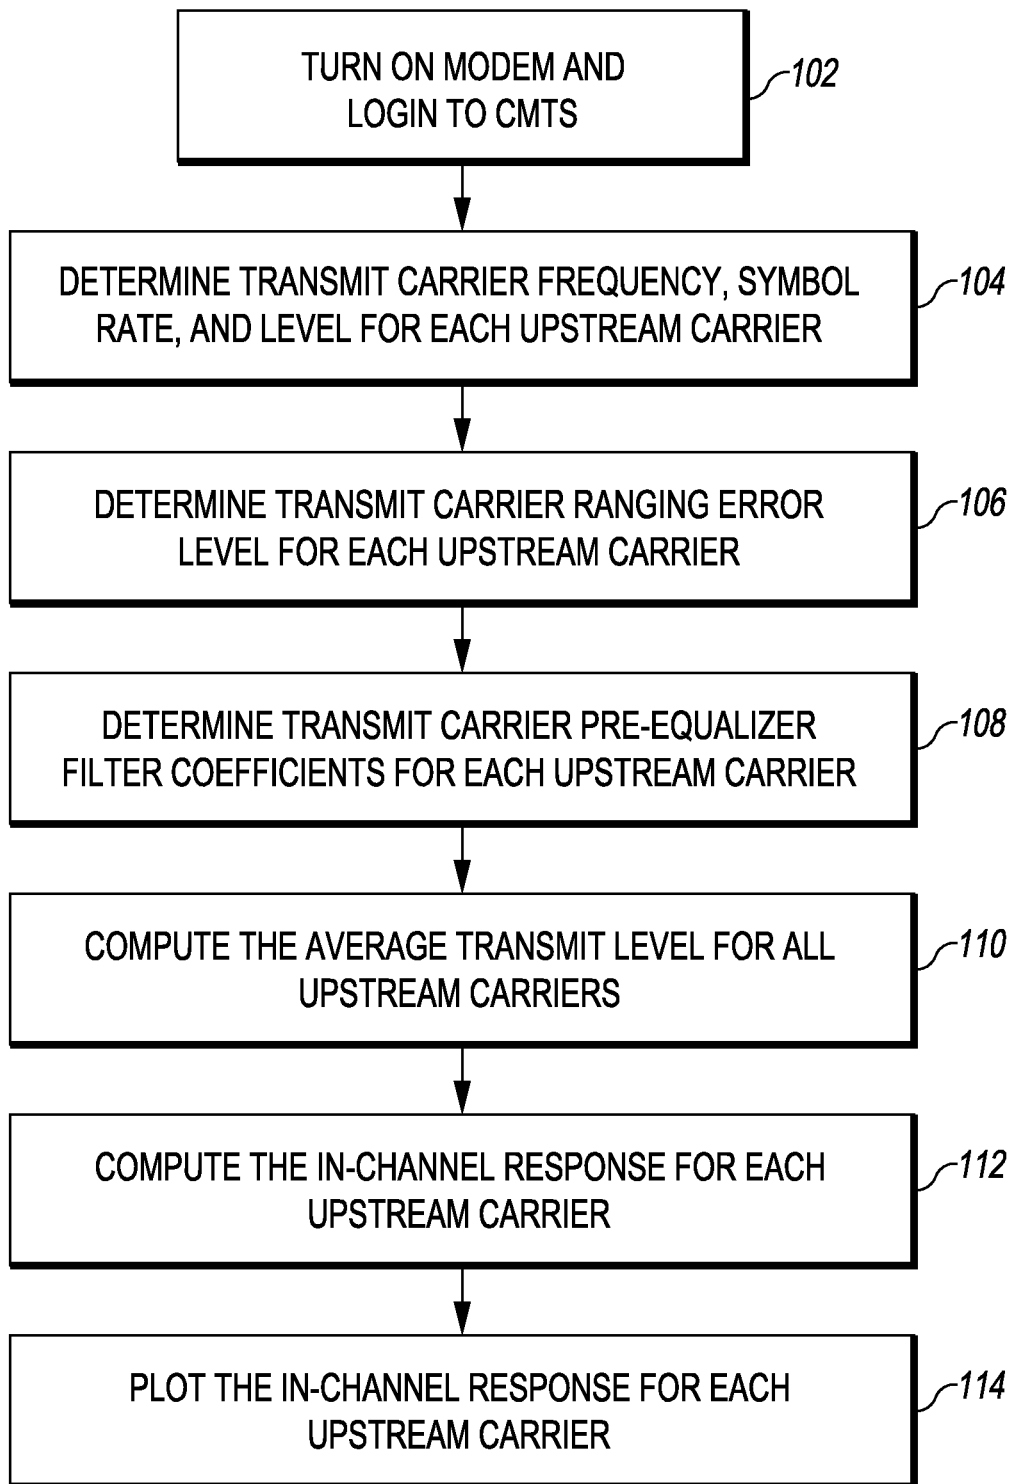 TURN ON MODEM AND
LOGIN TO CMTS
102
DETERMINE TRANSMIT CARRIER FREQUENCY, SYMBOL
RATE, AND LEVEL FOR EACH UPSTREAM CARRIER
104
DETERMINE TRANSMIT CARRIER RANGING ERROR
LEVEL FOR EACH UPSTREAM CARRIER
106
DETERMINE TRANSMIT CARRIER PRE-EQUALIZER
FILTER COEFFICIENTS FOR EACH UPSTREAM CARRIER
108
COMPUTE THE AVERAGE TRANSMIT LEVEL FOR ALL
UPSTREAM CARRIERS
110
COMPUTE THE IN-CHANNEL RESPONSE FOR EACH
UPSTREAM CARRIER
112
PLOT THE IN-CHANNEL RESPONSE FOR EACH
UPSTREAM CARRIER
114